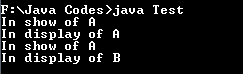 F:\Java Codes>java Test
In show of A
In display of A
In show of A
In display of B